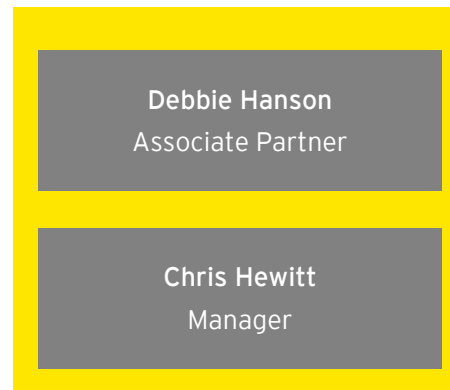 Debbie Hanson
Associate Partner
Chris Hewitt
Manager